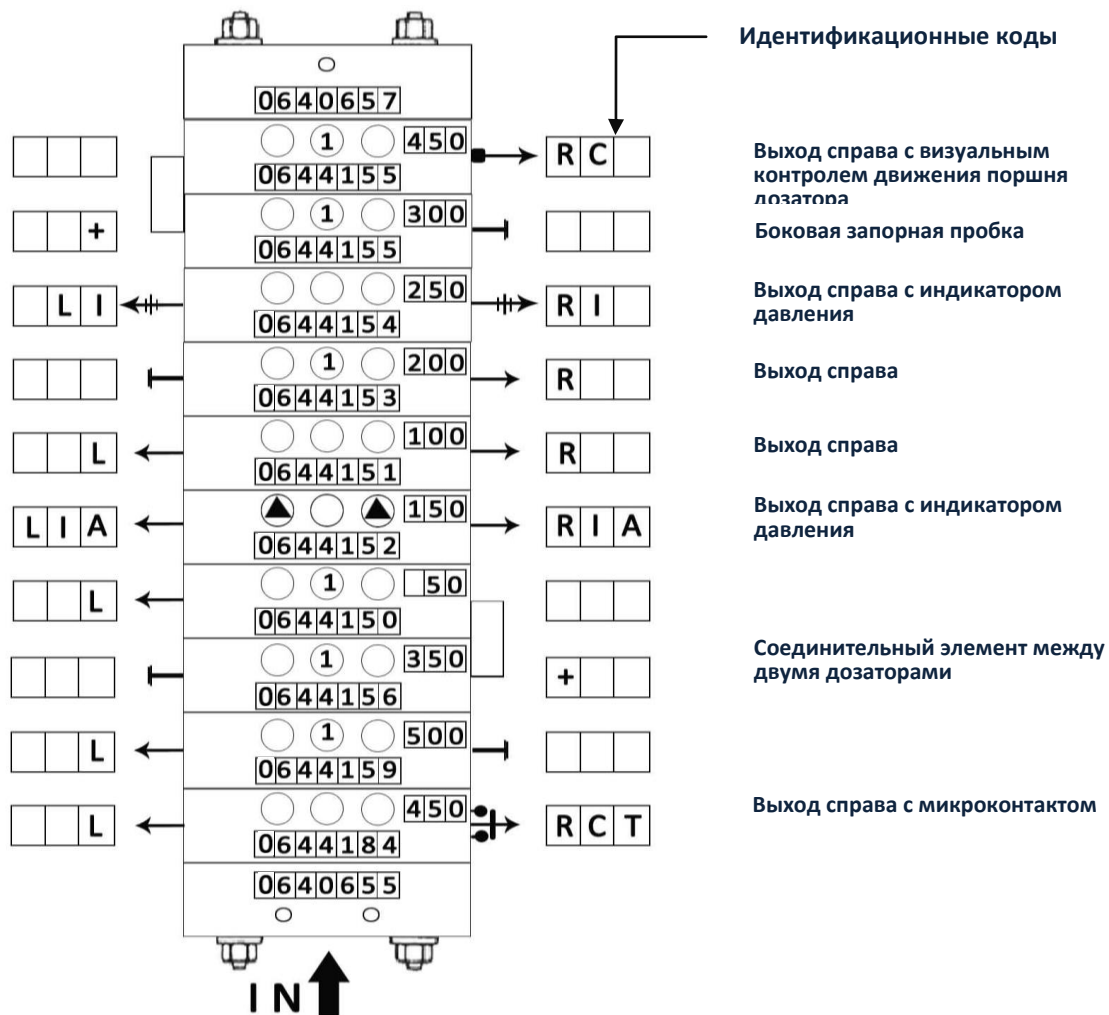 Идентификационные коды
0640657
1 450
R C
Выход справа с визуальным
контролем движения поршня
дозатора
0644155
+
1 300
Боковая запорная пробка
0644155
L I
250
R I
Выход справа с индикатором
давления
0644154
1 200
R
Выход справа
0644153
L
100
R
Выход справа
0644151
L I A
150
R I A
Выход справа с индикатором
давления
0644152
L
1 50
0644150
1 350
+
Соединительный элемент между
двумя дозаторами
0644156
L
1 500
0644159
L
450
R C T
Выход справа с микроконтактом
0644184
0640655
IN